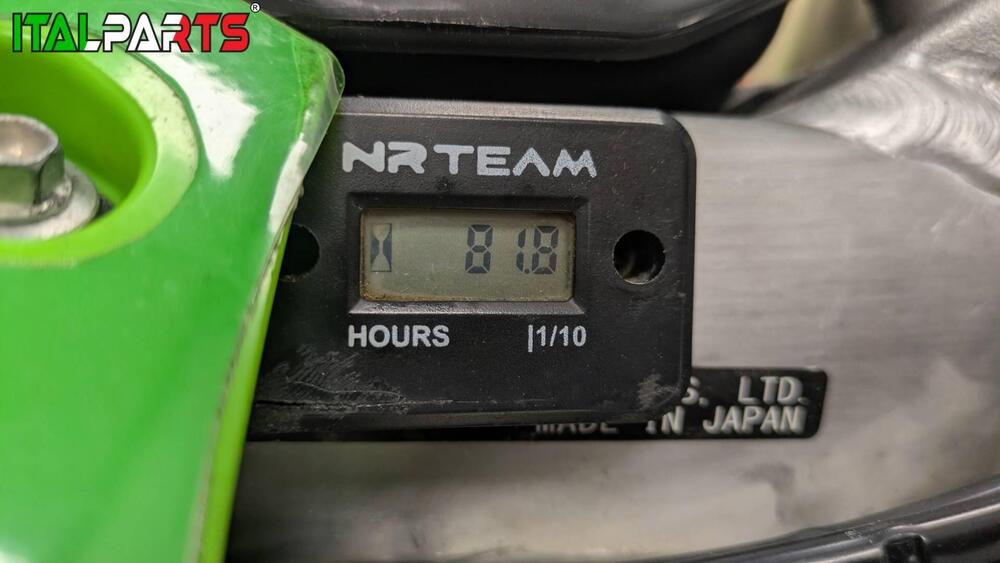 ITALPARTS®
NR TEAM
81.8
HOURS |1/10
S. LTD.
MADE IN JAPAN